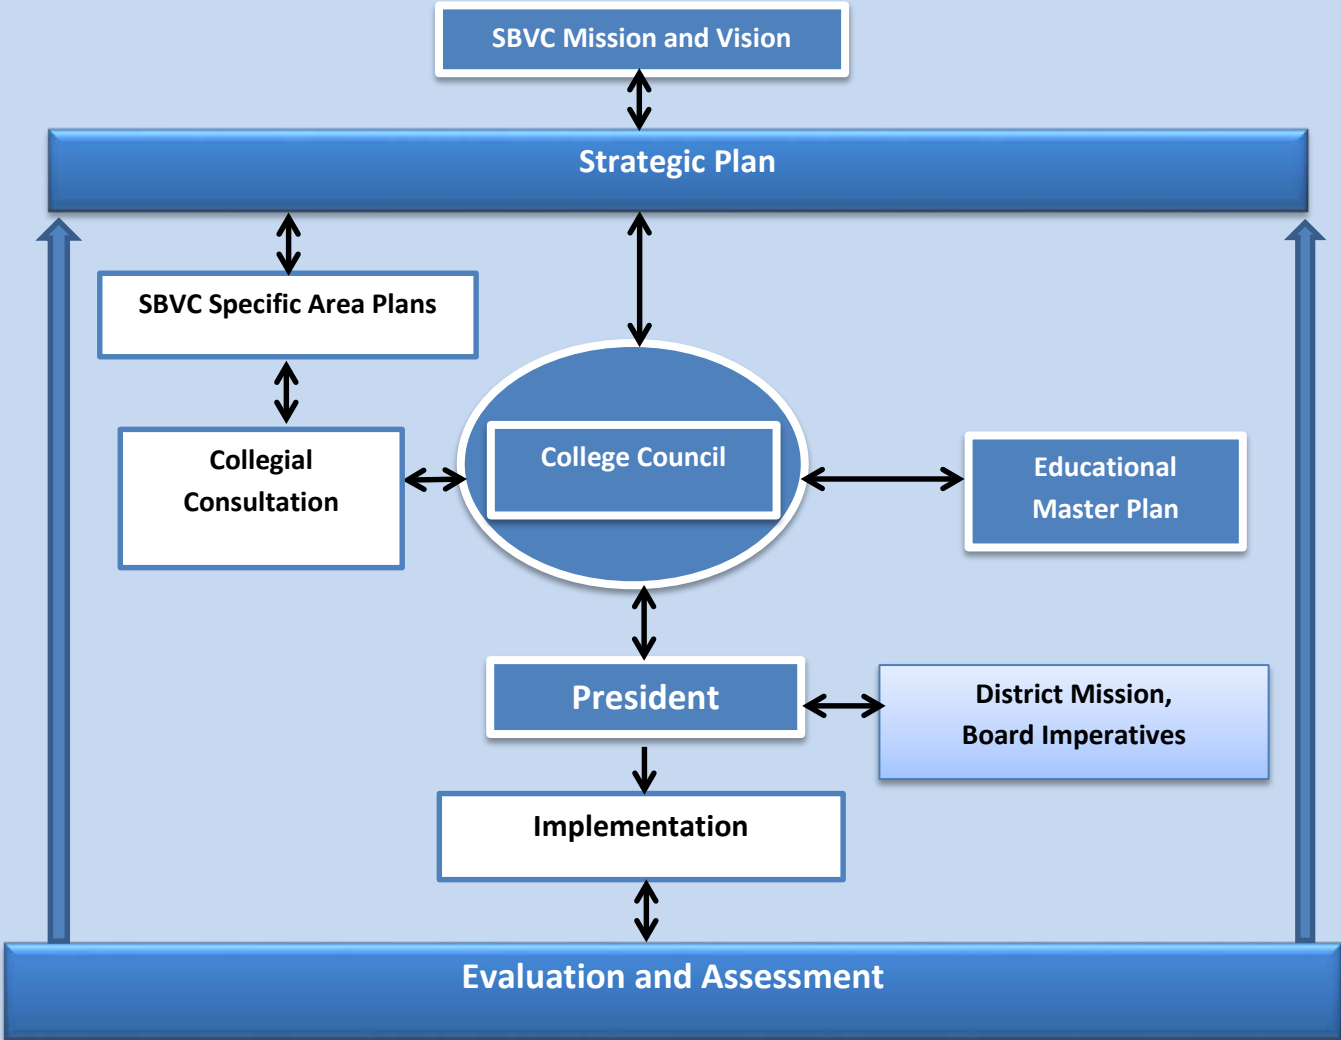 SBVC Mission and Vision
Strategic Plan
SBVC Specific Area Plans
Collegial
Consultation
College Council
Educational
Master Plan
President
District Mission,
Board Imperatives
Implementation
Evaluation and Assessment